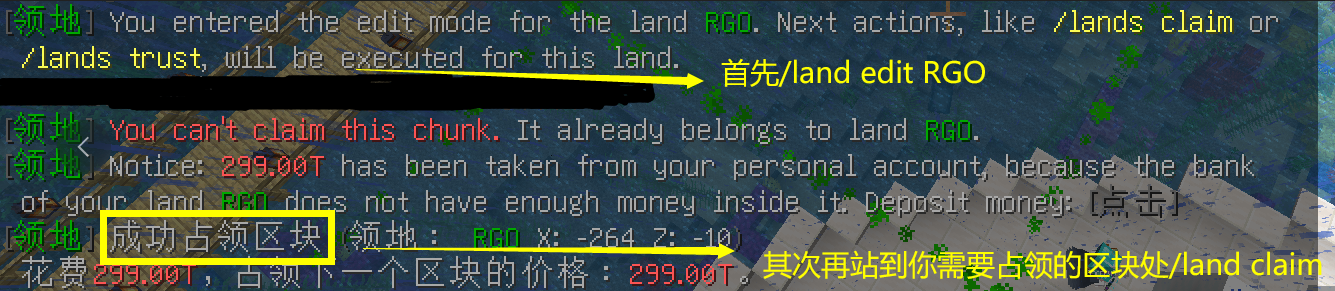 [领地] You entered the edit mode for the land RGO. Next actions, like /lands claim or
/lands trust, will be executed for this land.
首先/land edit RGO
[领地] You can't claim this chunk. It already belongs to land RGO.
[领地] Notice: 299.00T has been taken from your personal account, because the bank
of your land RGO does not have enough money inside it. Deposit money: [点击]
[领地] 成功占领区块 (领地： RGO X: -264 Z: -10)
花费299.00T，占领下一个区块的价格：299.00T。
其次再站到你需要占领的区块处/land claim